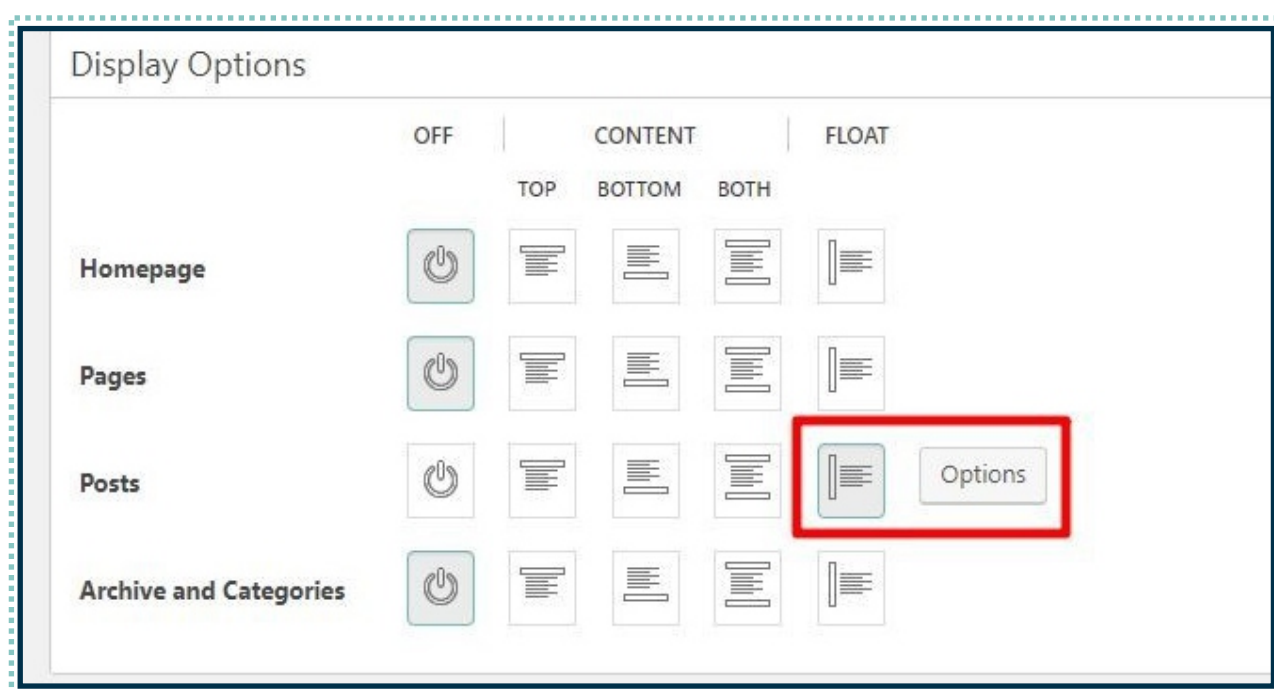 Display Options
OFF CONTENT FLOAT
TOP BOTTOM BOTH
Homepage
Pages
Posts Options
Archive and Categories